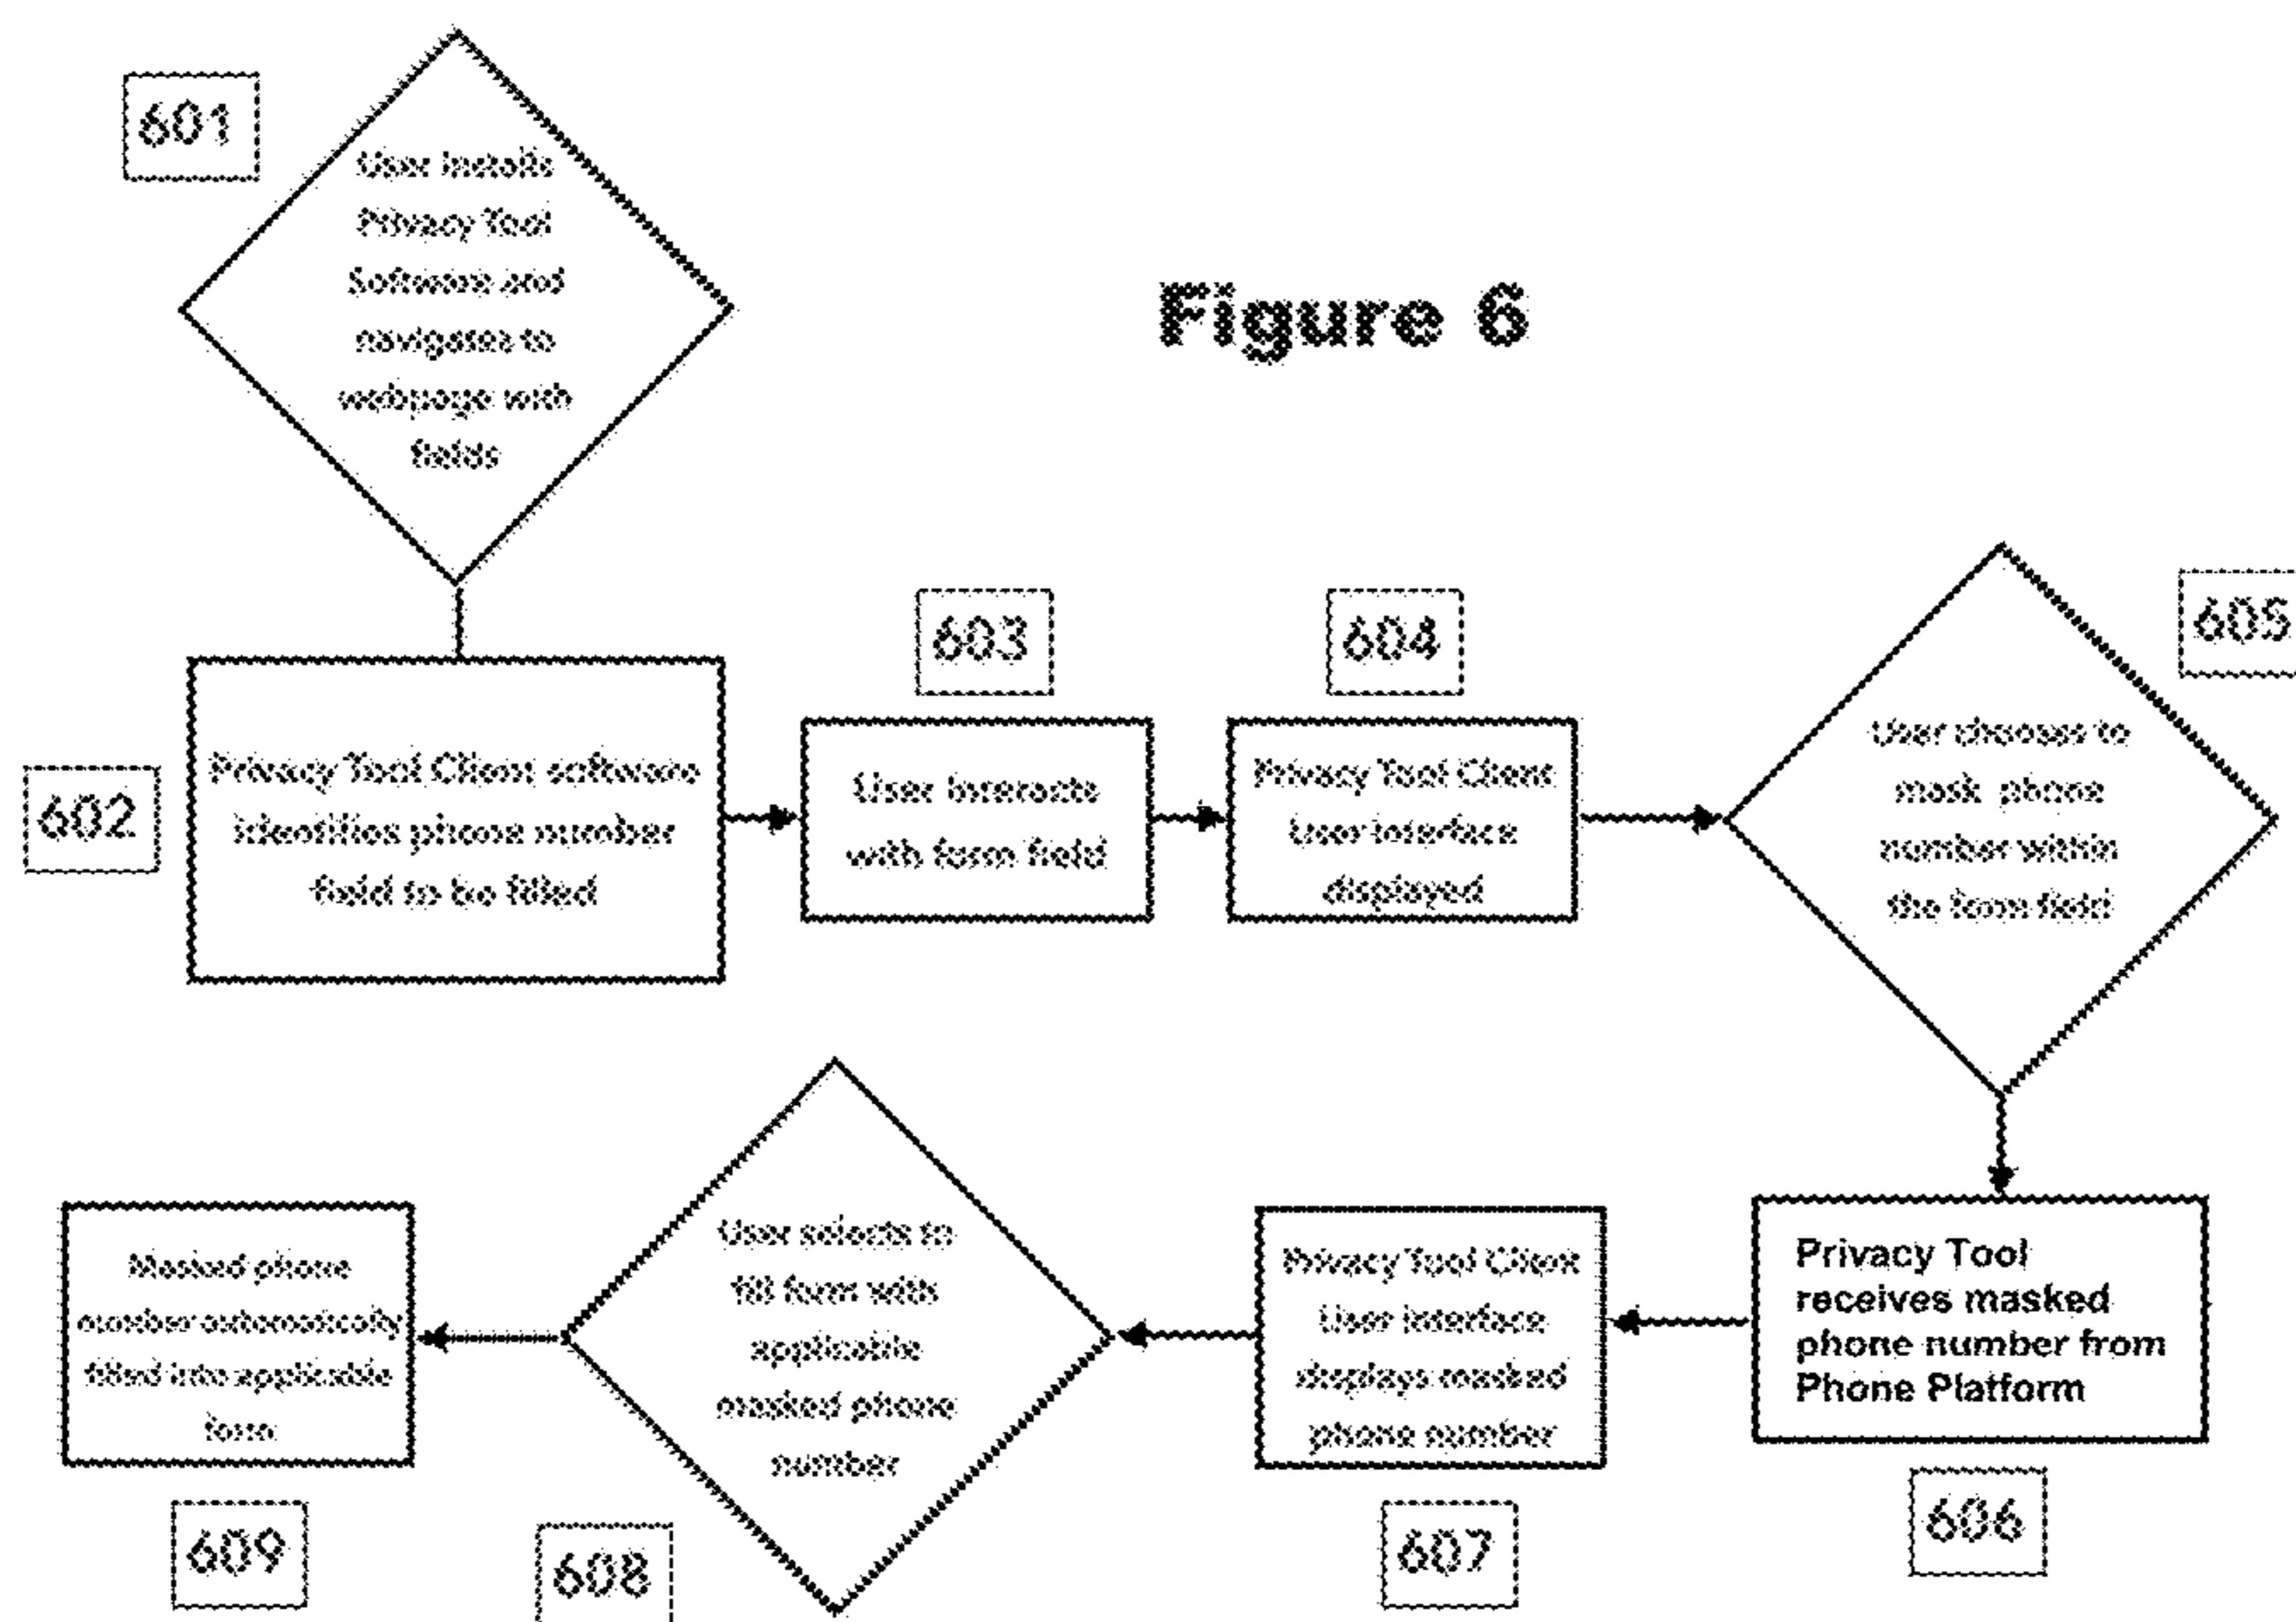 601
User installs
Privacy Tool
Software and
navigates to
webpage with
fields
Figure 6
602
Privacy Tool Client software
identifies phone number
field to be filled
603
User interacts
with form field
604
Privacy Tool Client
User interface
displayed
605
User chooses to
mask phone
number within
the form field
606
Privacy Tool
receives masked
phone number from
Phone Platform
607
Privacy Tool Client
User interface
displays masked
phone number
608
User selects to
fill form with
applicable
masked phone
number
609
Masked phone
number automatically
filled into applicable
form